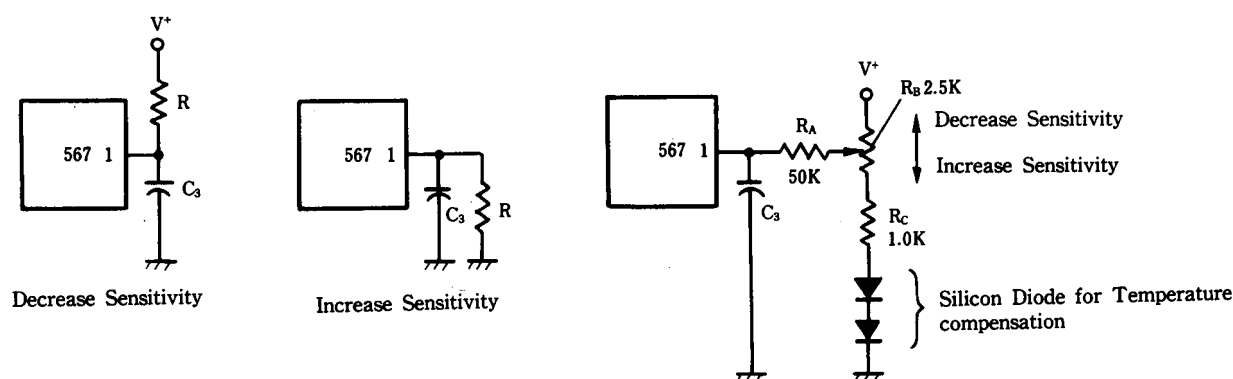 V+
R
567 1
C3
Decrease Sensitivity
567 1
C3
R
Increase Sensitivity
V+
RB 2.5K
Decrease Sensitivity
Increase Sensitivity
567 1
RA
50K
C3
RC
1.0K
Silicon Diode for Temperature
compensation